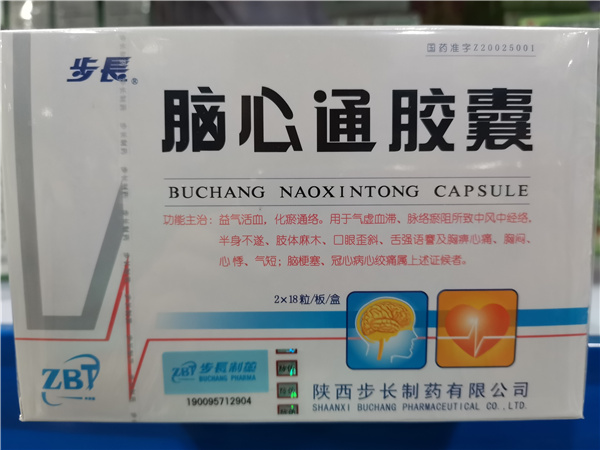 国药准字Z20025001
步長®
脑心通胶囊
BUCHANG NAOXINTONG CAPSULE
功能主治：益气活血，化瘀通络。用于气虚血滞、脉络瘀阻所致中风中经络，
半身不遂、肢体麻木、口眼歪斜、舌强语謇及胸痹心痛、胸闷、
心悸、气短；脑梗塞、冠心病心绞痛属上述证候者。
2×18粒/板/盒
ZBT
ZBT 步長制药
BUCHANG PHARMA
190095712904
陕西步长制药有限公司
SHAANXI BUCHANG PHARMACEUTICAL CO.,LTD.